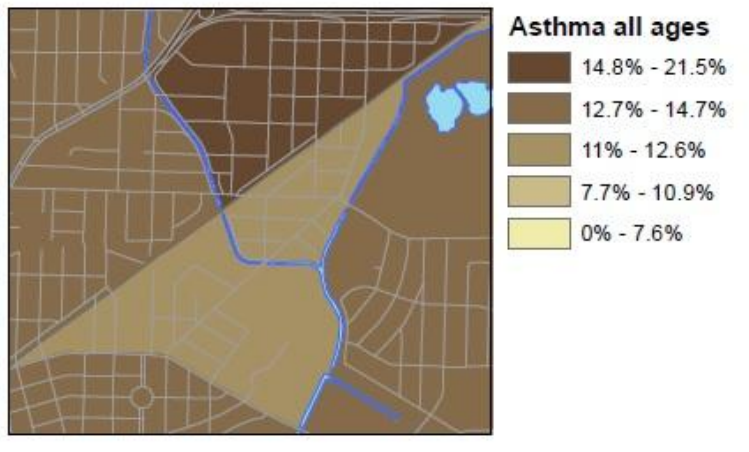 Asthma all ages
14.8% - 21.5%
12.7% - 14.7%
11% - 12.6%
7.7% - 10.9%
0% - 7.6%